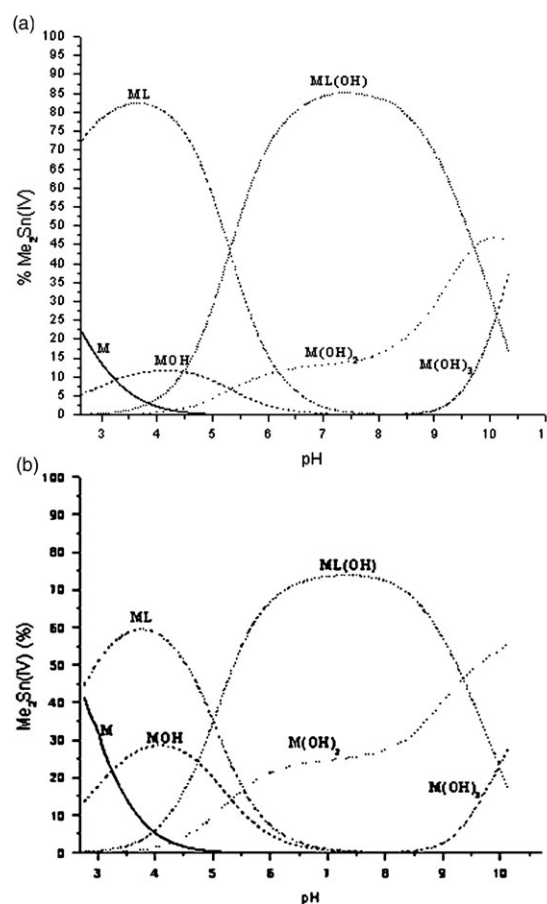 (a)
100
95
90
85
80
75
70
65
60
55
50
45
40
35
30
25
20
15
10
5
0
% Me₂Sn(IV)
ML
ML(OH)
M
MOH
M(OH)₂
M(OH)₃
3 4 5 6 7 8 9 10 1
pH
(b)
100
90
80
70
60
50
40
30
20
10
0
Me₂Sn(IV) (%)
ML(OH)
ML
M
MOH
M(OH)₂
M(OH)₃
3 4 5 6 7 8 9 10
pH